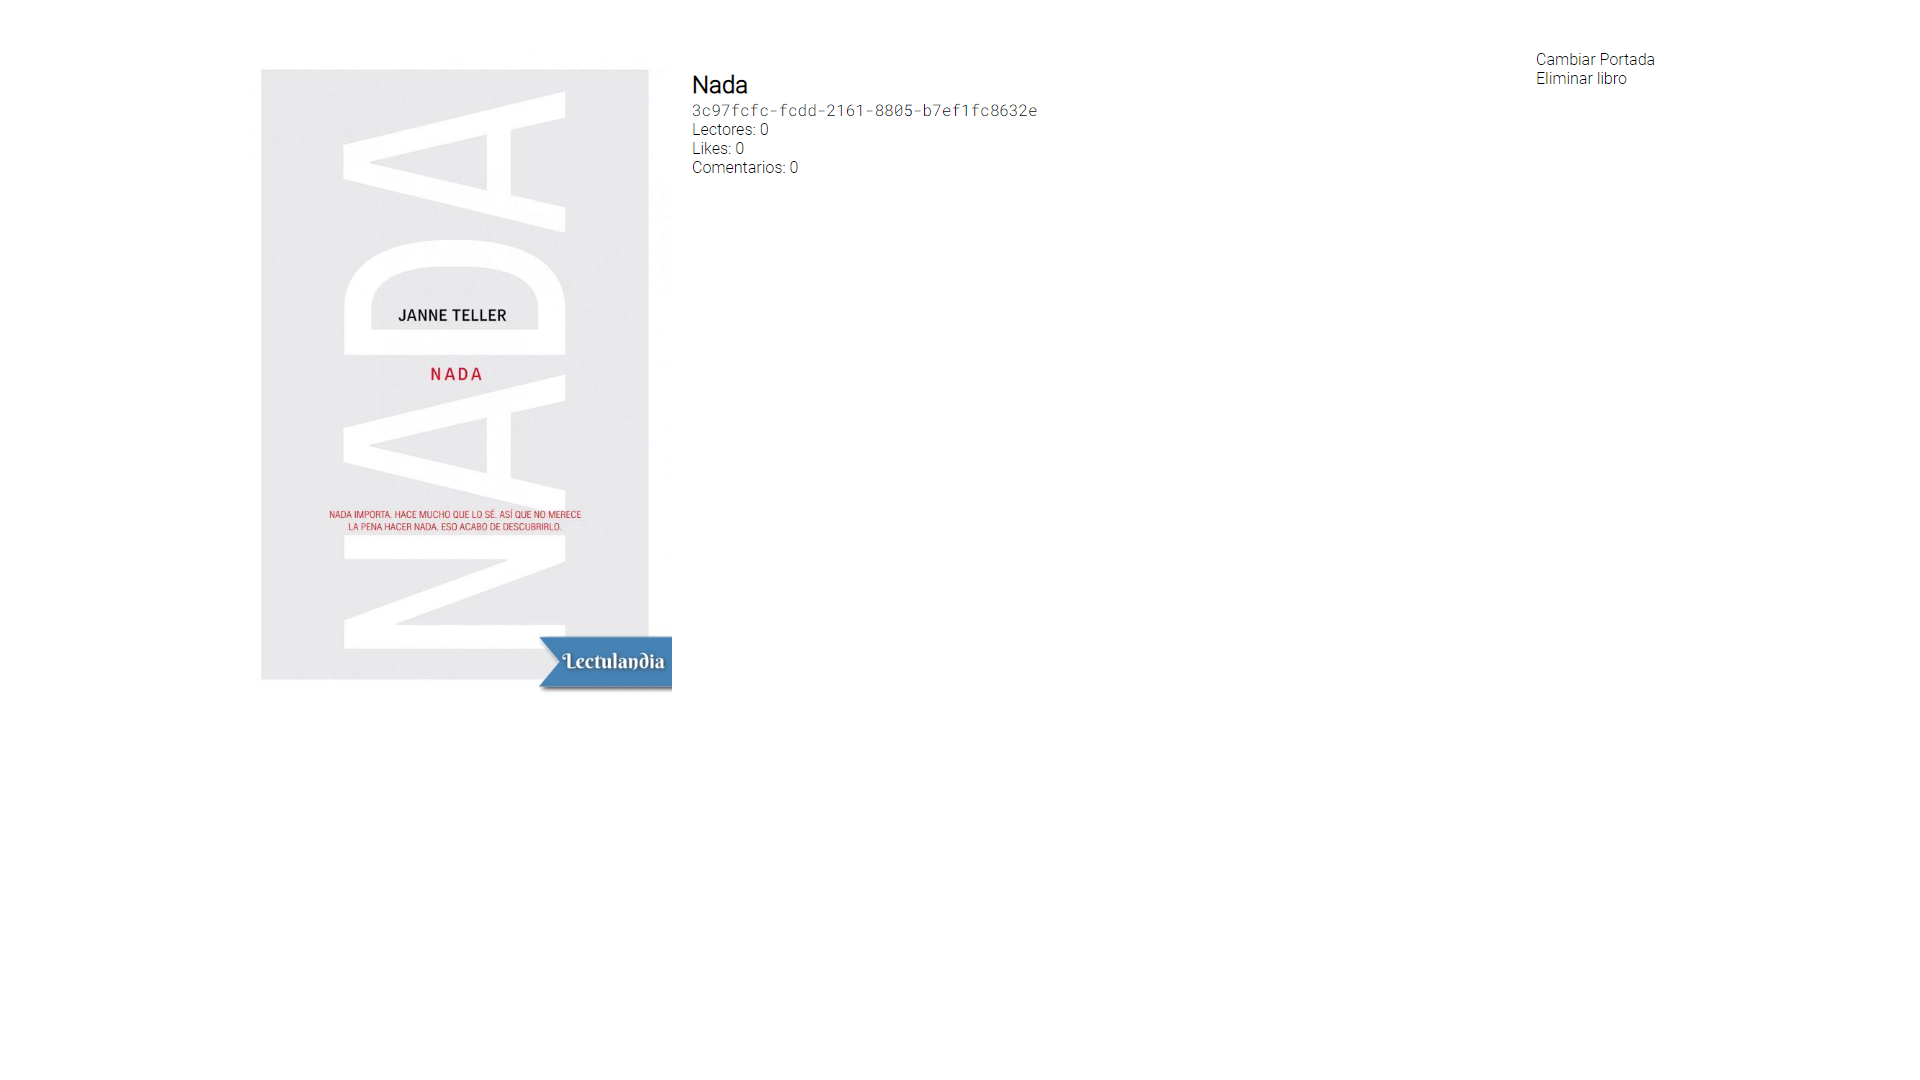 NADA
JANNE TELLER
NADA
NADA IMPORTA. HACE MUCHO QUE LO SÉ. ASÍ QUE NO MERECE
LA PENA HACER NADA. ESO ACABO DE DESCUBRIRLO.
Lectulandia
Nada
3c97fcfc-fcdd-2161-8805-b7ef1fc8632e
Lectores: 0
Likes: 0
Comentarios: 0
Cambiar Portada
Eliminar libro